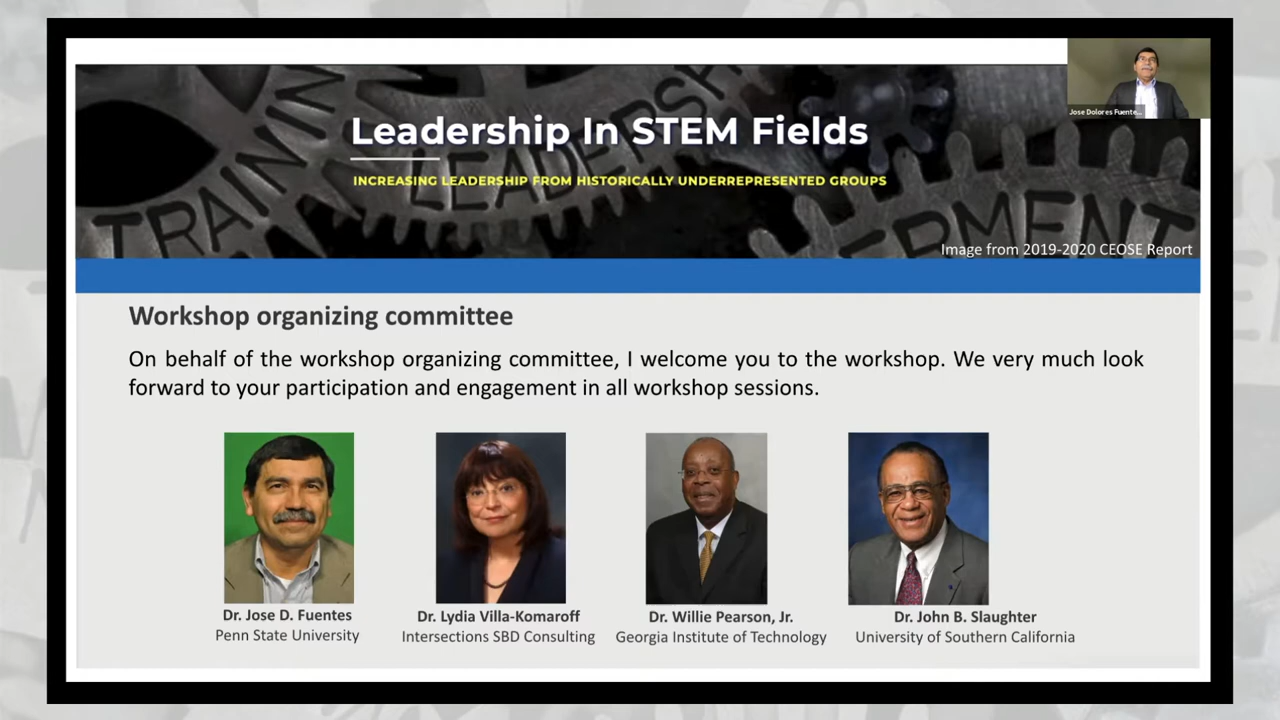 Jose Dolores Fuente...
TRAINING
LEADERSHIP
Leadership In STEM Fields
INCREASING LEADERSHIP FROM HISTORICALLY UNDERREPRESENTED GROUPS
Image from 2019-2020 CEOSE Report
Workshop organizing committee
On behalf of the workshop organizing committee, I welcome you to the workshop. We very much look
forward to your participation and engagement in all workshop sessions.
Dr. Jose D. Fuentes
Penn State University
Dr. Lydia Villa-Komaroff
Intersections SBD Consulting
Dr. Willie Pearson, Jr.
Georgia Institute of Technology
Dr. John B. Slaughter
University of Southern California